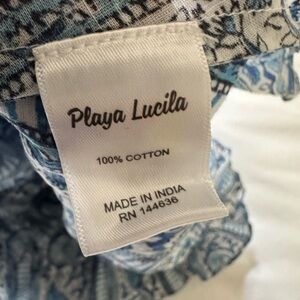 Playa Lucila
100% COTTON
MADE IN INDIA
RN 144636